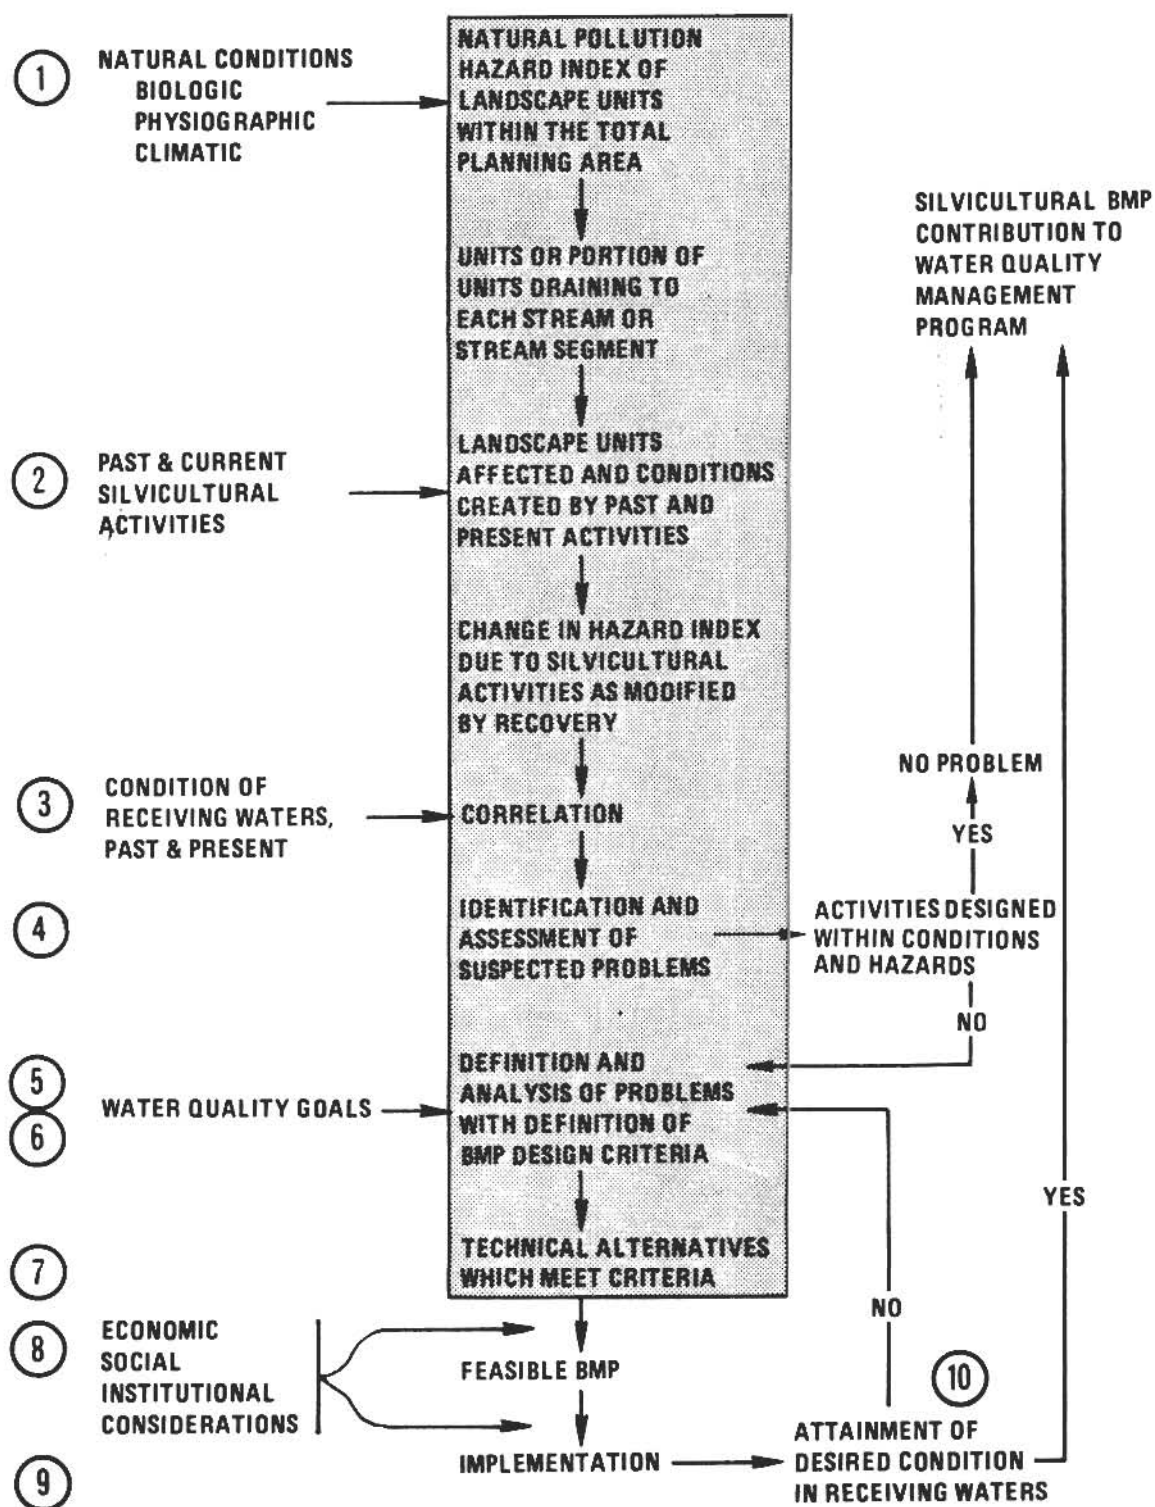 1
NATURAL CONDITIONS
BIOLOGIC
PHYSIOGRAPHIC
CLIMATIC
NATURAL POLLUTION
HAZARD INDEX OF
LANDSCAPE UNITS
WITHIN THE TOTAL
PLANNING AREA
SILVICULTURAL BMP
CONTRIBUTION TO
WATER QUALITY
MANAGEMENT
PROGRAM
UNITS OR PORTION OF
UNITS DRAINING TO
EACH STREAM OR
STREAM SEGMENT
2
PAST & CURRENT
SILVICULTURAL
ACTIVITIES
LANDSCAPE UNITS
AFFECTED AND CONDITIONS
CREATED BY PAST AND
PRESENT ACTIVITIES
CHANGE IN HAZARD INDEX
DUE TO SILVICULTURAL
ACTIVITIES AS MODIFIED
BY RECOVERY
3
CONDITION OF
RECEIVING WATERS,
PAST & PRESENT
CORRELATION
NO PROBLEM
YES
4
IDENTIFICATION AND
ASSESSMENT OF
SUSPECTED PROBLEMS
ACTIVITIES DESIGNED
WITHIN CONDITIONS
AND HAZARDS
NO
5
6
WATER QUALITY GOALS
DEFINITION AND
ANALYSIS OF PROBLEMS
WITH DEFINITION OF
BMP DESIGN CRITERIA
YES
7
TECHNICAL ALTERNATIVES
WHICH MEET CRITERIA
NO
8
ECONOMIC
SOCIAL
INSTITUTIONAL
CONSIDERATIONS
FEASIBLE BMP
10
9
IMPLEMENTATION
ATTAINMENT OF
DESIRED CONDITION
IN RECEIVING WATERS